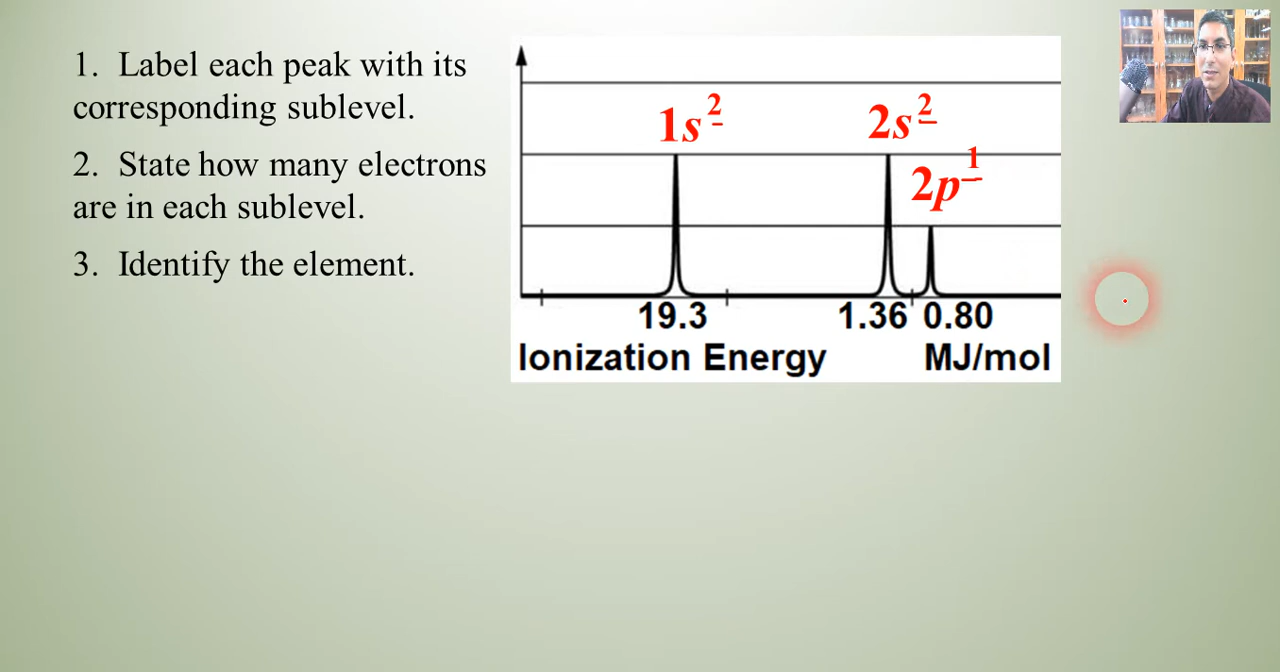 1. Label each peak with its
corresponding sublevel.
2. State how many electrons
are in each sublevel.
3. Identify the element.
1s²
2s²
2p¹
19.3
1.36
0.80
Ionization Energy
MJ/mol